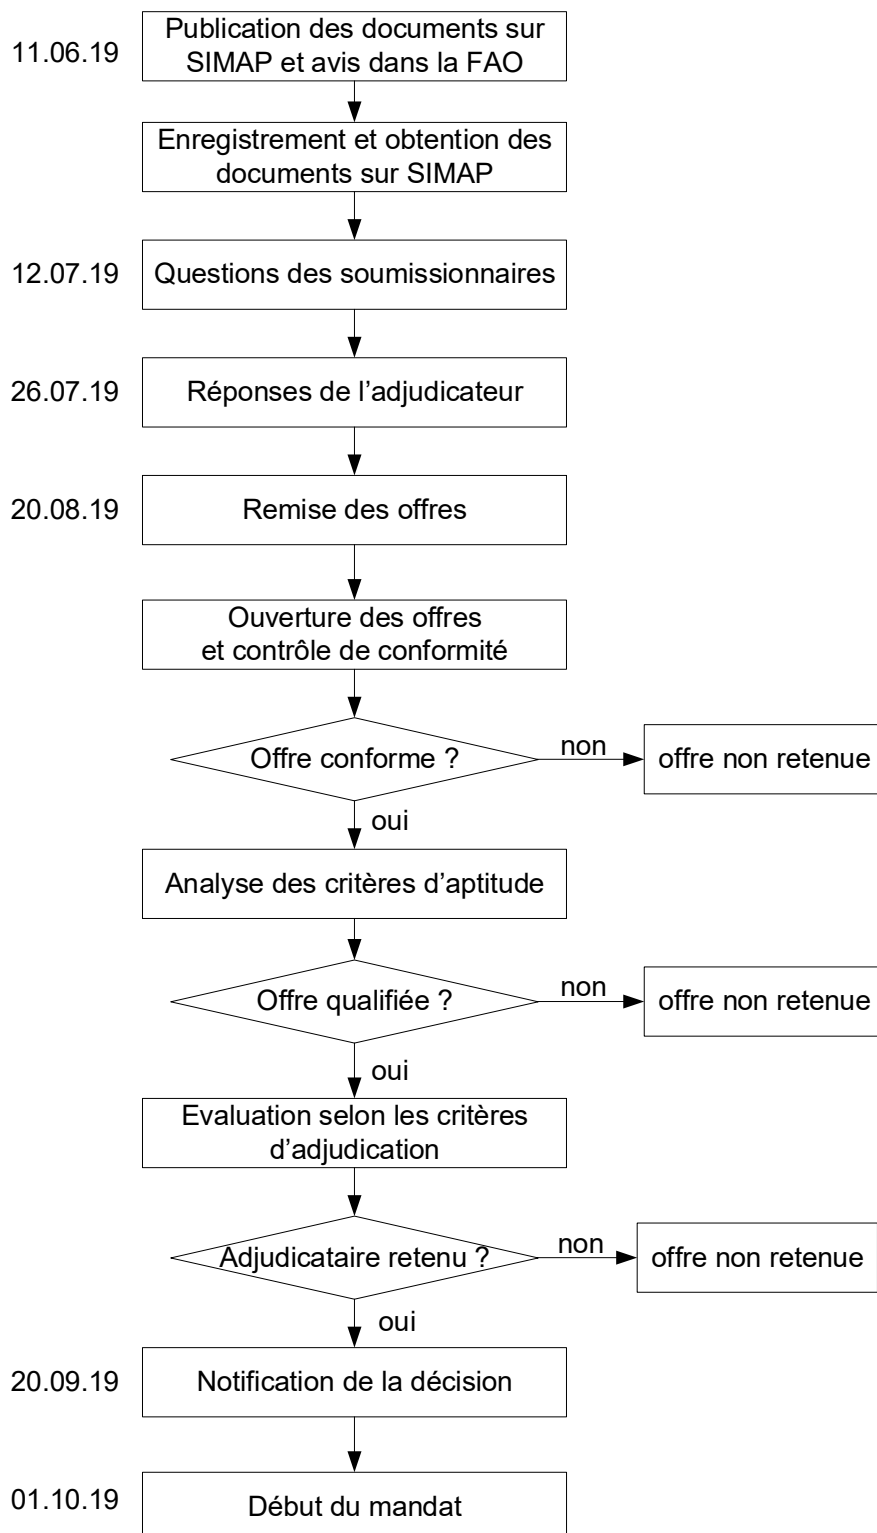 11.06.19
Publication des documents sur
SIMAP et avis dans la FAO
Enregistrement et obtention des
documents sur SIMAP
12.07.19
Questions des soumissionnaires
26.07.19
Réponses de l’adjudicateur
20.08.19
Remise des offres
Ouverture des offres
et contrôle de conformité
Offre conforme ?
non
offre non retenue
oui
Analyse des critères d’aptitude
Offre qualifiée ?
non
offre non retenue
oui
Evaluation selon les critères
d’adjudication
Adjudicataire retenu ?
non
offre non retenue
oui
20.09.19
Notification de la décision
01.10.19
Début du mandat